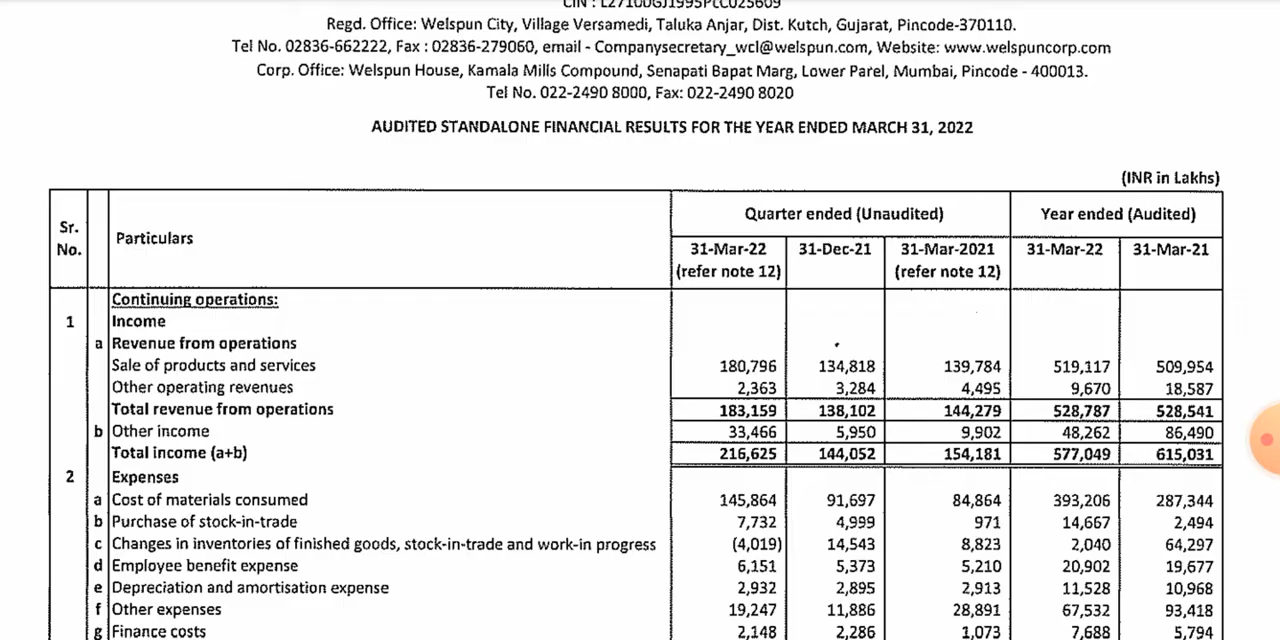 CIN : L27100GJ1995PLC025609
Regd. Office: Welspun City, Village Versamedi, Taluka Anjar, Dist. Kutch, Gujarat, Pincode-370110.
Tel No. 02836-662222, Fax : 02836-279060, email - Companysecretary_wcl@welspun.com, Website: www.welspuncorp.com
Corp. Office: Welspun House, Kamala Mills Compound, Senapati Bapat Marg, Lower Parel, Mumbai, Pincode - 400013.
Tel No. 022-2490 8000, Fax: 022-2490 8020
AUDITED STANDALONE FINANCIAL RESULTS FOR THE YEAR ENDED MARCH 31, 2022
(INR in Lakhs)
Sr. No. Particulars Quarter ended (Unaudited) Year ended (Audited)
31-Mar-22 31-Dec-21 31-Mar-2021 31-Mar-22 31-Mar-21
(refer note 12) (refer note 12)
Continuing operations:
1 Income
a Revenue from operations
Sale of products and services 180,796 134,818 139,784 519,117 509,954
Other operating revenues 2,363 3,284 4,495 9,670 18,587
Total revenue from operations 183,159 138,102 144,279 528,787 528,541
b Other income 33,466 5,950 9,902 48,262 86,490
Total income (a+b) 216,625 144,052 154,181 577,049 615,031
2 Expenses
a Cost of materials consumed 145,864 91,697 84,864 393,206 287,344
b Purchase of stock-in-trade 7,732 4,999 971 14,667 2,494
c Changes in inventories of finished goods, stock-in-trade and work-in progress (4,019) 14,543 8,823 2,040 64,297
d Employee benefit expense 6,151 5,373 5,210 20,902 19,677
e Depreciation and amortisation expense 2,932 2,895 2,913 11,528 10,968
f Other expenses 19,247 11,886 28,891 67,532 93,418
g Finance costs 2,148 2,286 1,073 7,688 5,794